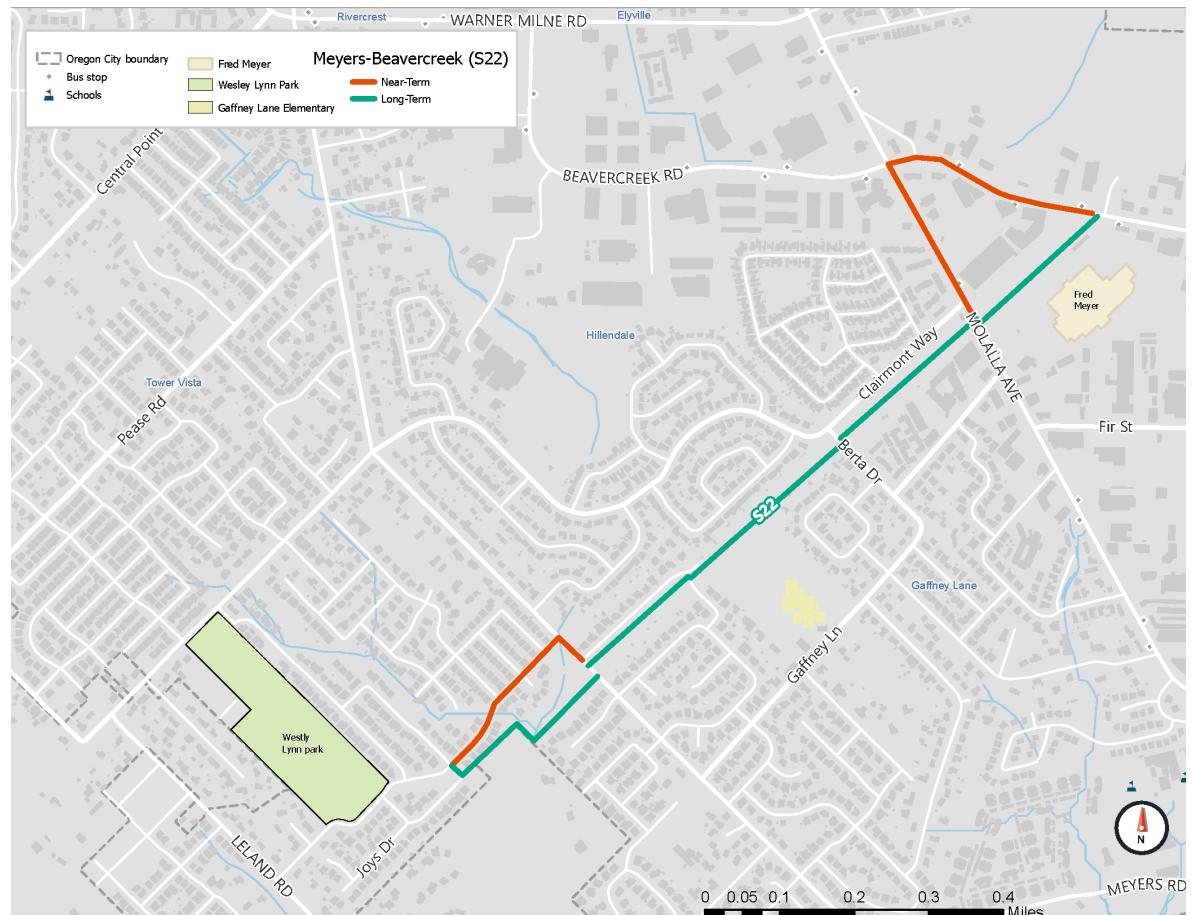 Rivercrest
WARNER MILNE RD
Elyville
Oregon City boundary
Bus stop
Schools
Fred Meyer
Wesley Lynn Park
Gaffney Lane Elementary
Meyers-Beavercreek (S22)
Near-Term
Long-Term
Central Point
BEAVERCREEK RD
Fred
Meyer
Hillendale
MOLALLA AVE
Clairmont Way
Tower Vista
Pease Rd
Fir St
Berta Dr
S22
Gaffney Lane
Gaffney Ln
Westly
Lynn park
LELAND RD
Joys Dr
N
MEYERS RD
0 0.05 0.1 0.2 0.3 0.4
Miles